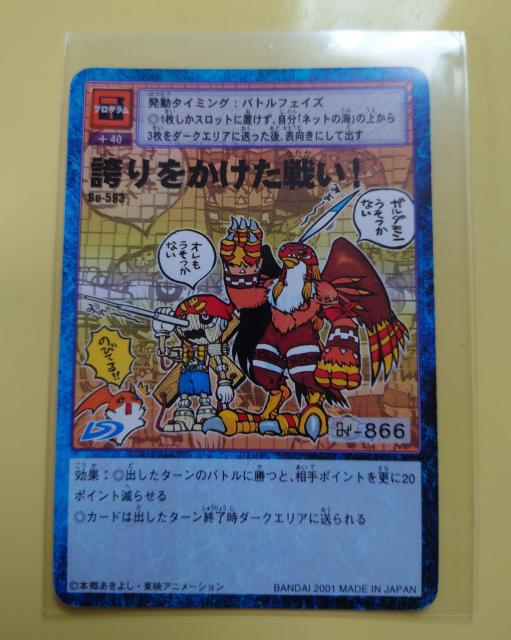 プログラム
+40
発動タイミング：バトルフェイズ
◎1枚しかスロットに置けず、自分「ネットの海」の上から
3枚をダークエリアに送った後、表向きにして出す
誇りをかけた戦い！
Bo-593
ガルダモン
うそつか
ない
みよ
オレも
うそつか
ない
みよ
のびてる!!
866
効果：◎出したターンのバトルに勝つと、相手ポイントを更に20
ポイント減らせる
◎カードは出したターン終了時ダークエリアに送られる
©本郷あきよし・東映アニメーション
BANDAI 2001 MADE IN JAPAN